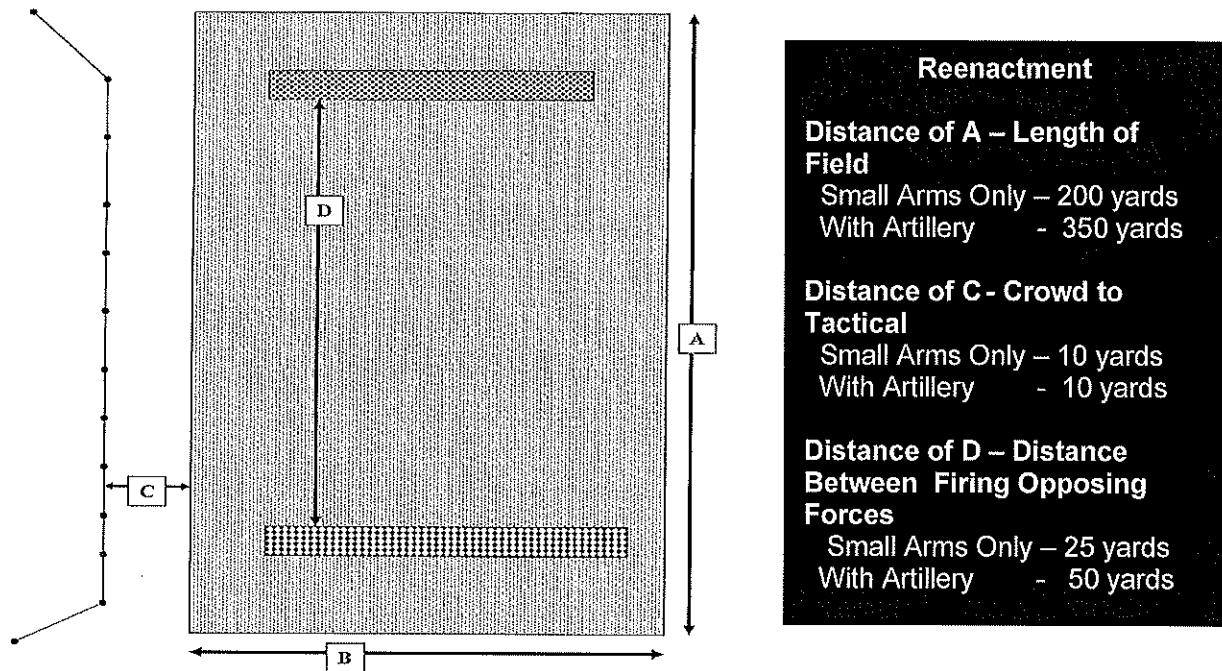 D
C
A
B
Reenactment
Distance of A – Length of
Field
Small Arms Only – 200 yards
With Artillery - 350 yards
Distance of C - Crowd to
Tactical
Small Arms Only – 10 yards
With Artillery - 10 yards
Distance of D – Distance
Between Firing Opposing
Forces
Small Arms Only – 25 yards
With Artillery - 50 yards